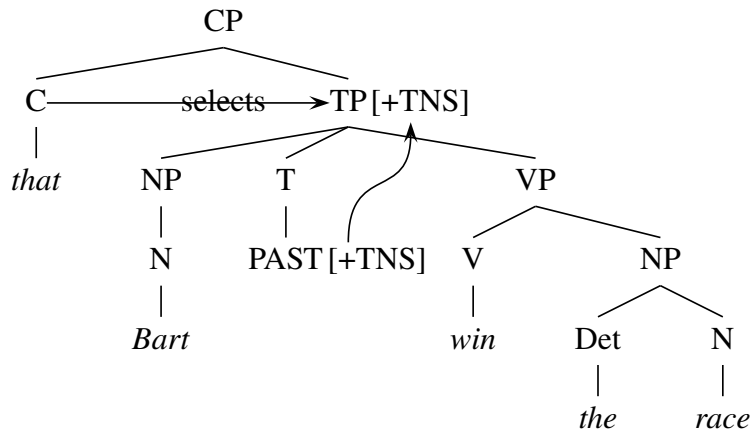 CP
C selects TP [+TNS]
that NP T VP
N PAST [+TNS] V NP
Bart win Det N
the race